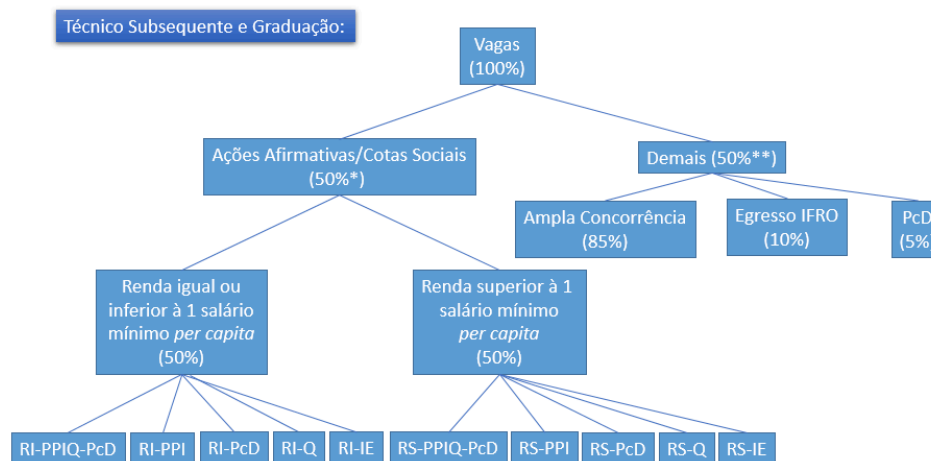 Técnico Subsequente e Graduação:
Vagas
(100%)
Ações Afirmativas/Cotas Sociais
(50%*)
Demais (50%**)
Ampla Concorrência
(85%)
Egresso IFRO
(10%)
PcD
(5%
Renda igual ou
inferior à 1 salário
mínimo per capita
(50%)
Renda superior à 1
salário mínimo
per capita
(50%)
RI-PPIQ-PcD
RI-PPI
RI-PcD
RI-Q
RI-IE
RS-PPIQ-PcD
RS-PPI
RS-PcD
RS-Q
RS-IE